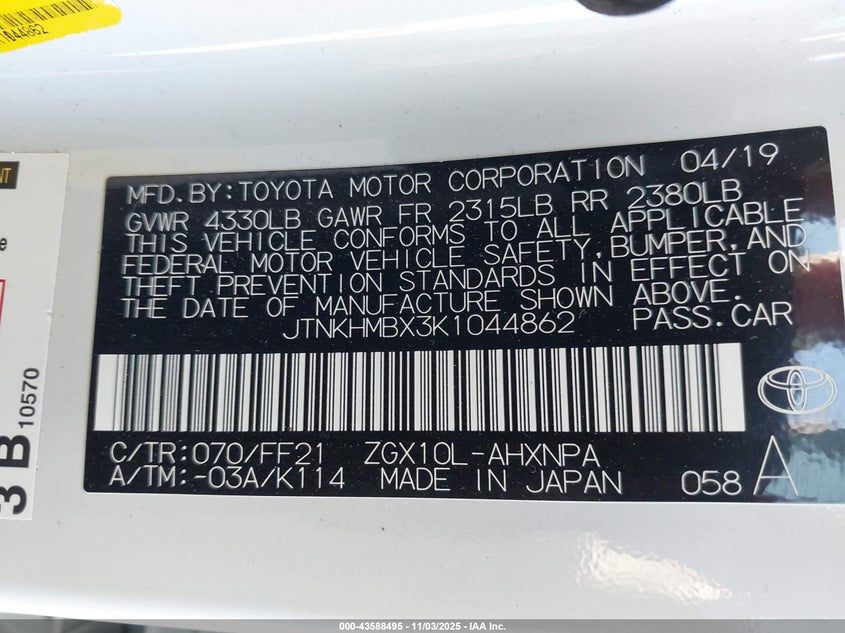 1044862
NT
e
3 B 10570
MFD.BY:TOYOTA MOTOR CORPORATION 04/19
GVWR 4330LB GAWR FR 2315LB RR 2380LB
THIS VEHICLE CONFORMS TO ALL APPLICABLE
FEDERAL MOTOR VEHICLE SAFETY,BUMPER,AND
THEFT PREVENTION STANDARDS IN EFFECT ON
THE DATE OF MANUFACTURE SHOWN ABOVE.
JTNKHMBX3K1044862 PASS.CAR
C/TR:070/FF21 ZGX10L-AHXNPA
A/TM:-03A/K114 MADE IN JAPAN 058 A
000-43588495 - 11/03/2025 - IAA Inc.